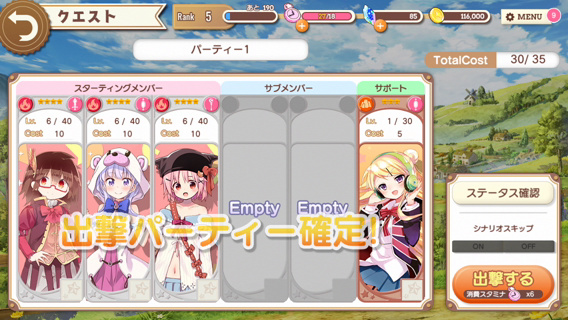 クエスト
Rank 5
あと 190
27/18
86
116,000
MENU 9
パーティー1
TotalCost 30/ 35
スターティングメンバー サブメンバー サポート
Lv. 6 / 40 Lv. 6 / 40 Lv. 6 / 40 Lv. 1 / 30
Cost 10 Cost 10 Cost 10 Cost 5
Empty Empty
出撃パーティー確定!
ステータス確認
シナリオスキップ
ON OFF
出撃する
消費スタミナ x6